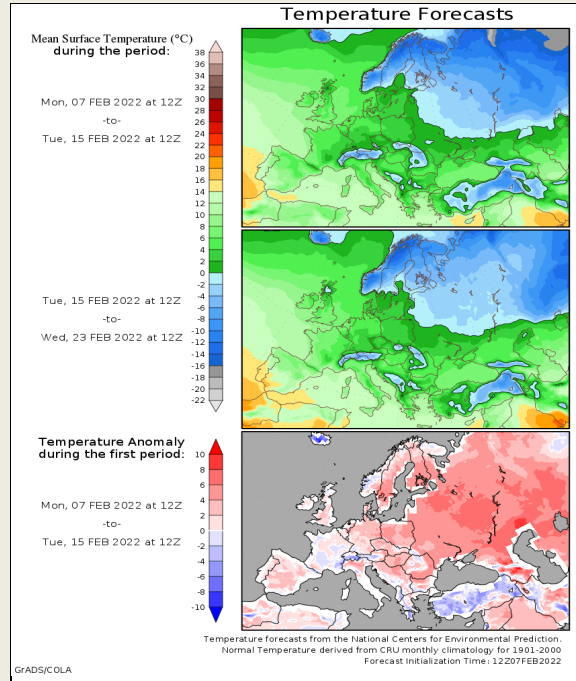 Temperature Forecasts
Mean Surface Temperature (°C)
during the period:
Mon, 07 FEB 2022 at 12Z
-to-
Tue, 15 FEB 2022 at 12Z
38
36
34
32
30
28
26
24
22
20
18
16
14
12
10
8
6
4
2
0
-2
-4
-6
-8
-10
-12
-14
-16
-18
-20
-22
Tue, 15 FEB 2022 at 12Z
-to-
Wed, 23 FEB 2022 at 12Z
Temperature Anomaly
during the first period:
Mon, 07 FEB 2022 at 12Z
-to-
Tue, 15 FEB 2022 at 12Z
10
8
6
4
2
0
-2
-4
-6
-8
-10
Temperature forecasts from the National Centers for Environmental Prediction.
Normal Temperature derived from CRU monthly climatology for 1901-2000
Forecast Initialization Time: 12Z07FEB2022
GrADS/COLA